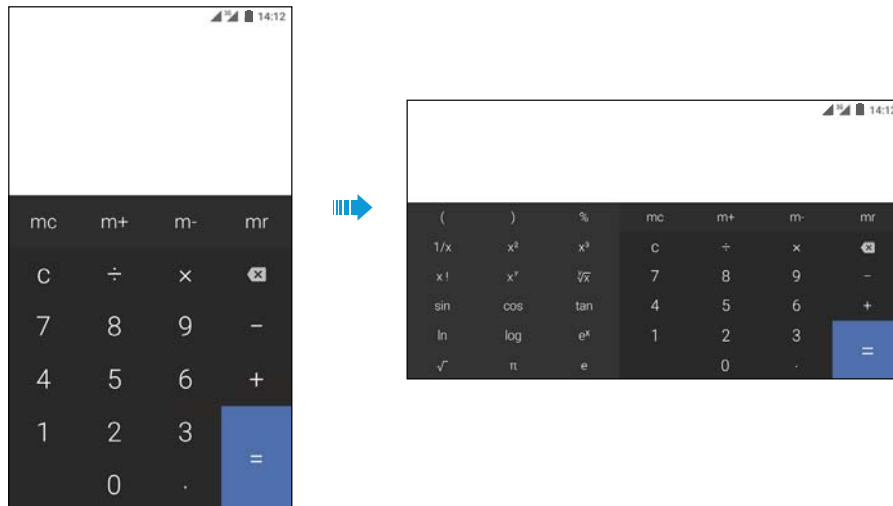 3G 14:12
mc m+ m- mr
C ÷ ×
7 8 9 −
4 5 6 +
1 2 3
=
0 .
3G 14:12
( ) % mc m+ m- mr
1/x x² x³ C ÷ ×
x! xʸ ʸ√x 7 8 9 −
sin cos tan 4 5 6 +
ln log eˣ 1 2 3
=
√ π e 0 .